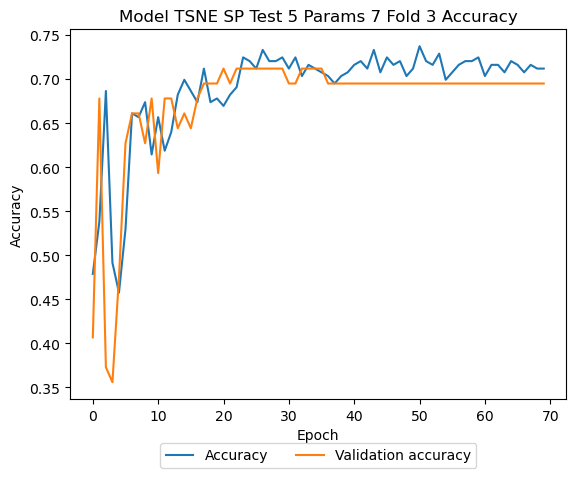 Model TSNE SP Test 5 Params 7 Fold 3 Accuracy
0.75
0.70
0.65
0.60
0.55
0.50
0.45
0.40
0.35
Accuracy
0 10 20 30 40 50 60 70
Epoch
Accuracy Validation accuracy